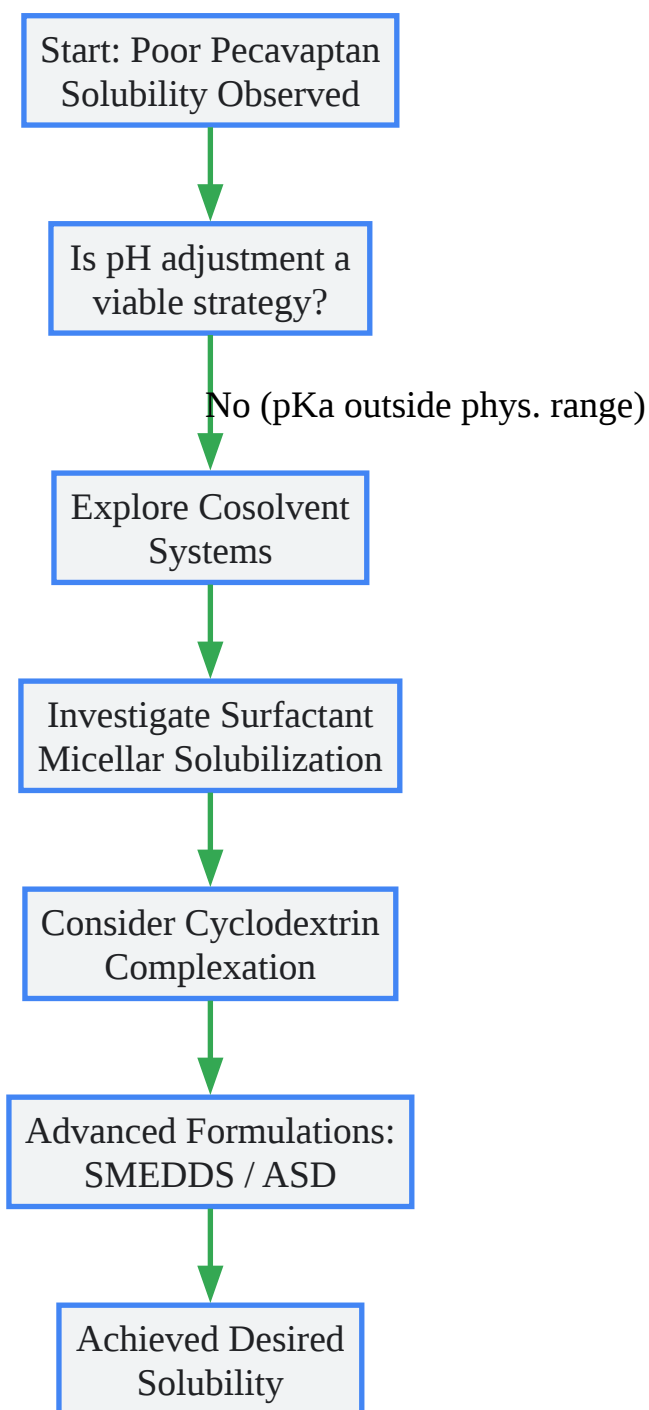 Start: Poor Pecavaptan
Solubility Observed
Is pH adjustment a
viable strategy?
No (pKa outside phys. range)
Explore Cosolvent
Systems
Investigate Surfactant
Micellar Solubilization
Consider Cyclodextrin
Complexation
Advanced Formulations:
SMEDDS / ASD
Achieved Desired
Solubility